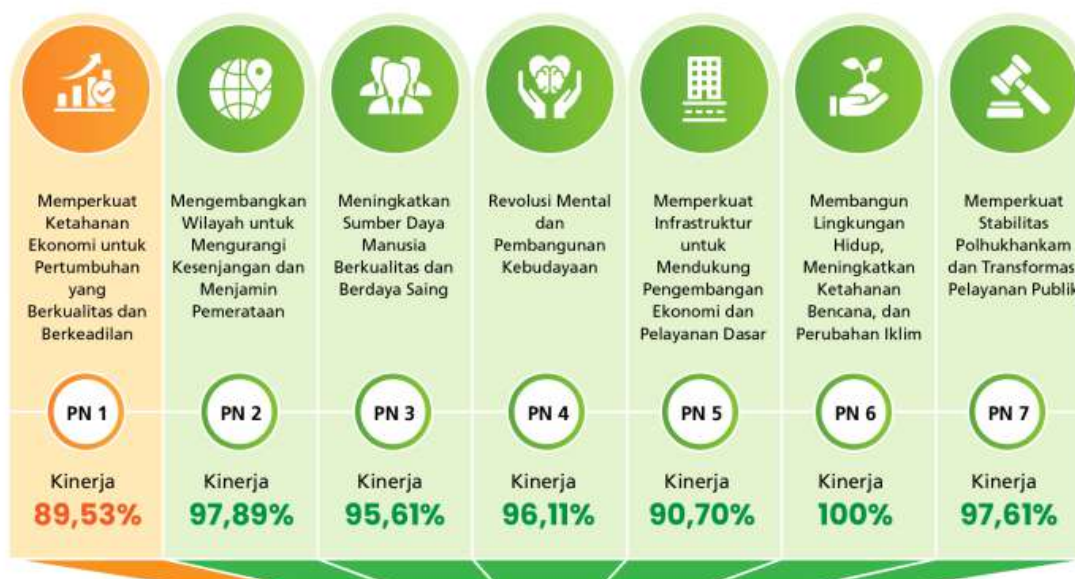 Memperkuat
Ketahanan
Ekonomi untuk
Pertumbuhan
yang
Berkualitas dan
Berkeadilan
PN 1
Kinerja
89,53%
Mengembangkan
Wilayah untuk
Mengurangi
Kesenjangan dan
Menjamin
Pemerataan
PN 2
Kinerja
97,89%
Meningkatkan
Sumber Daya
Manusia
Berkualitas dan
Berdaya Saing
PN 3
Kinerja
95,61%
Revolusi Mental
dan
Pembangunan
Kebudayaan
PN 4
Kinerja
96,11%
Memperkuat
Infrastruktur
untuk
Mendukung
Pengembangan
Ekonomi dan
Pelayanan Dasar
PN 5
Kinerja
90,70%
Membangun
Lingkungan
Hidup,
Meningkatkan
Ketahanan
Bencana, dan
Perubahan Iklim
PN 6
Kinerja
100%
Memperkuat
Stabilitas
Polhukhankam
dan Transformas
Pelayanan Publik
PN 7
Kinerja
97,61%